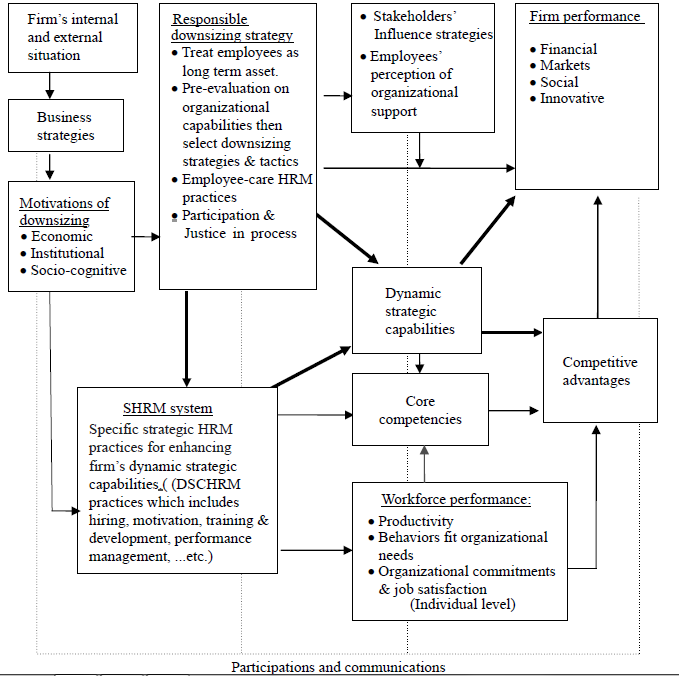 Firm's internal
and external
situation
Business
strategies
Motivations of
downsizing
• Economic
• Institutional
• Socio-cognitive
Responsible
downsizing strategy
• Treat employees as
long term asset.
• Pre-evaluation on
organizational
capabilities then
select downsizing
strategies & tactics
• Employee-care HRM
practices
• Participation &
Justice in process
• Stakeholders'
Influence strategies
• Employees'
perception of
organizational
support
Firm performance
• Financial
• Markets
• Social
• Innovative
Dynamic
strategic
capabilities
Competitive
advantages
Core
competencies
SHRM system
Specific strategic HRM
practices for enhancing
firm's dynamic strategic
capabilities ( (DSCHRM
practices which includes
hiring, motivation, training &
development, performance
management, ...etc.)
Workforce performance:
• Productivity
• Behaviors fit organizational
needs
• Organizational commitments
& job satisfaction
(Individual level)
Participations and communications